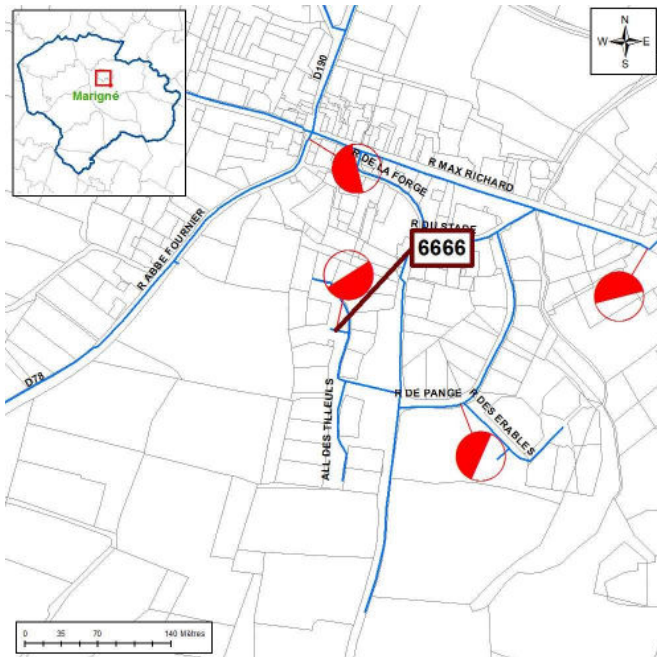 Marigné
N
W E
S
D190
R DE LA FORGE
R MAX RICHARD
R DU STADE
6666
R ABBE FOURNIER
D78
ALL DES TILLEULS
R DE PANGE
R DES ERABLES
0 35 70 140 Mètres